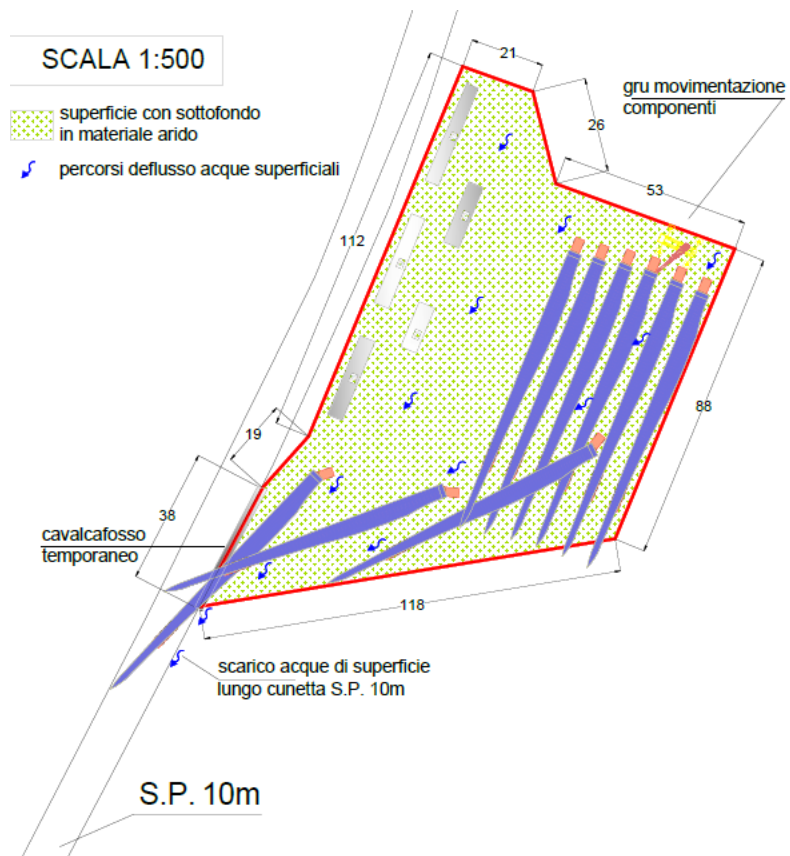 SCALA 1:500
superficie con sottofondo
in materiale arido
percorsi deflusso acque superficiali
21
gru movimentazione
componenti
26
53
112
88
19
38
cavalcafosso
temporaneo
118
scarico acque di superficie
lungo cunetta S.P. 10m
S.P. 10m